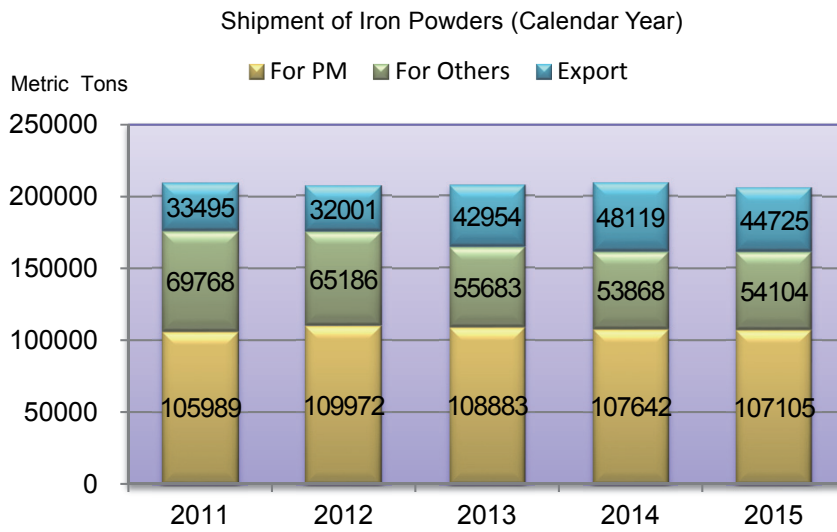 Shipment of Iron Powders (Calendar Year)
Metric Tons
For PM For Others Export
250000
200000
150000
100000
50000
0
33495 32001 42954 48119 44725
69768 65186 55683 53868 54104
105989 109972 108883 107642 107105
2011 2012 2013 2014 2015